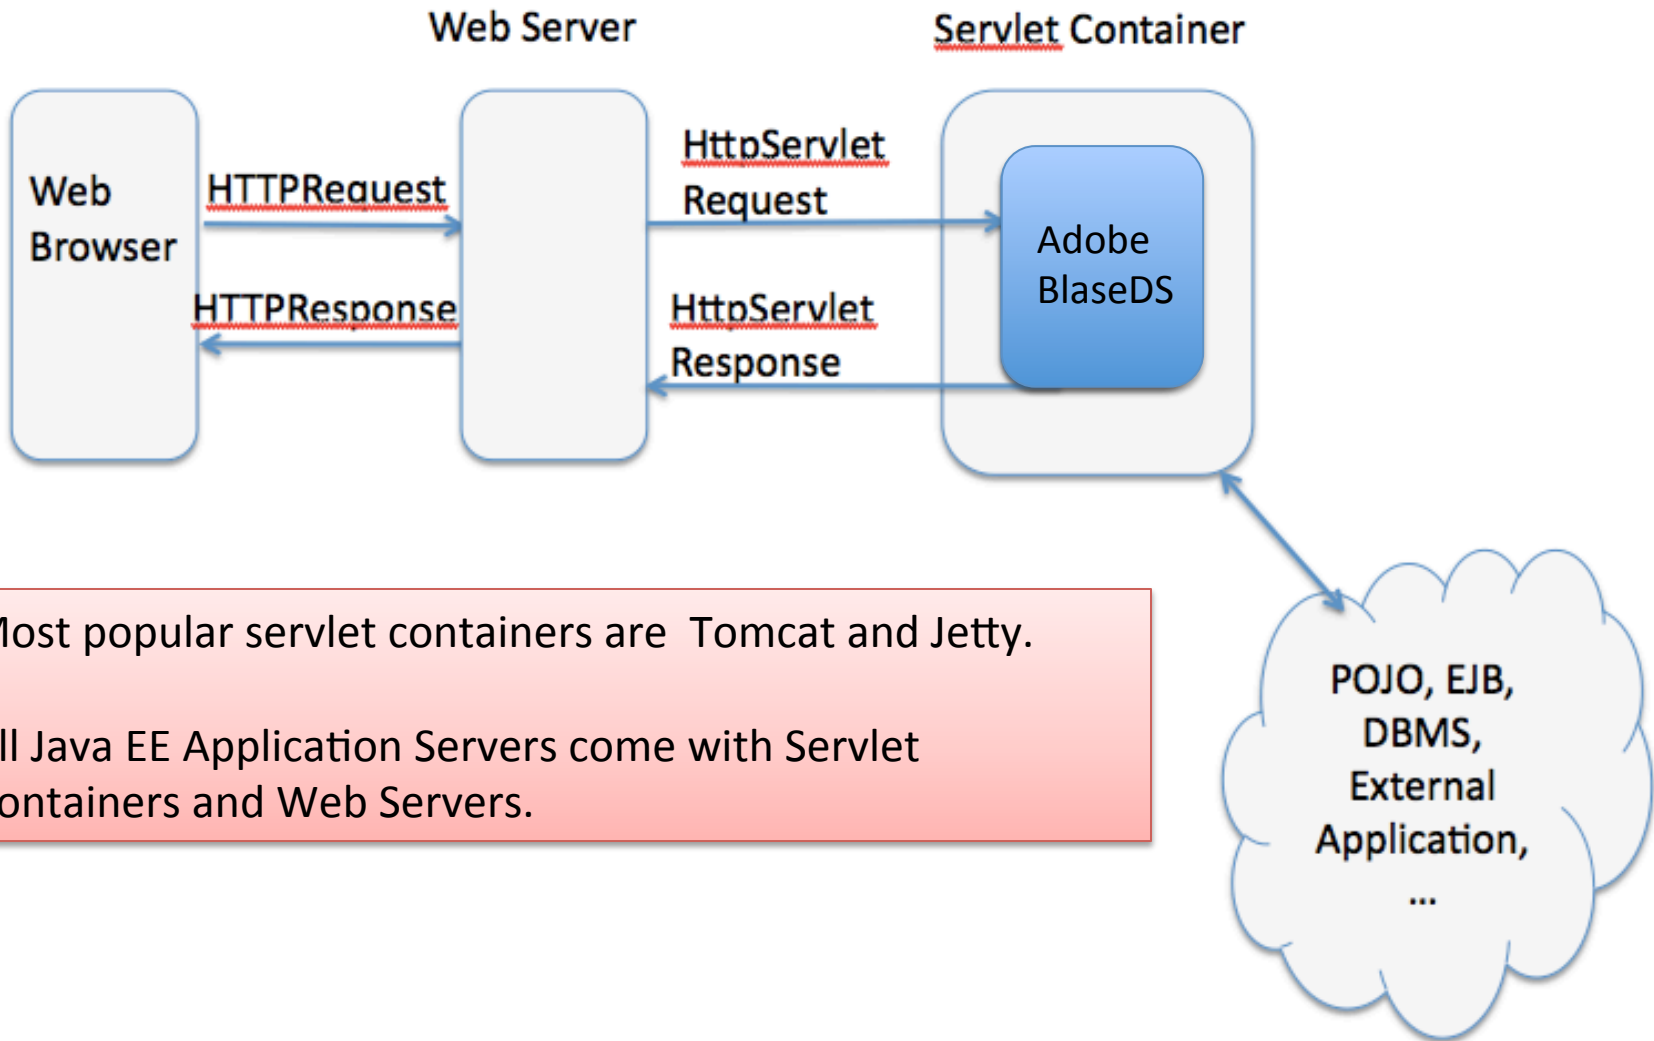 Web Server
Servlet Container
Web
Browser
HTTPRequest
HTTPResponse
HttpServlet
Request
HttpServlet
Response
Adobe
BlaseDS
Most popular servlet containers are  Tomcat and Jetty.
ll Java EE Application Servers come with Servlet
ontainers and Web Servers.
POJO, EJB,
DBMS,
External
Application,
...